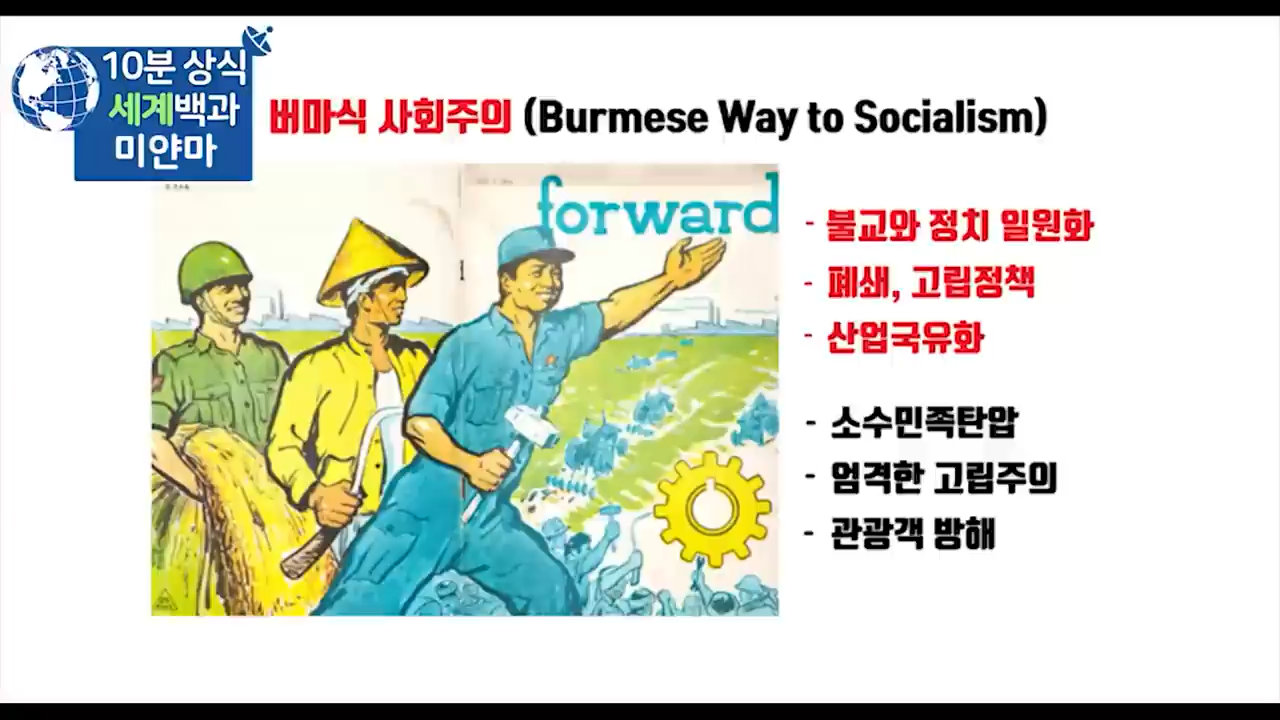 10분 상식
세계백과
미얀마
버마식 사회주의 (Burmese Way to Socialism)
forward
- 불교와 정치 일원화
- 폐쇄, 고립정책
- 산업국유화
- 소수민족탄압
- 엄격한 고립주의
- 관광객 방해